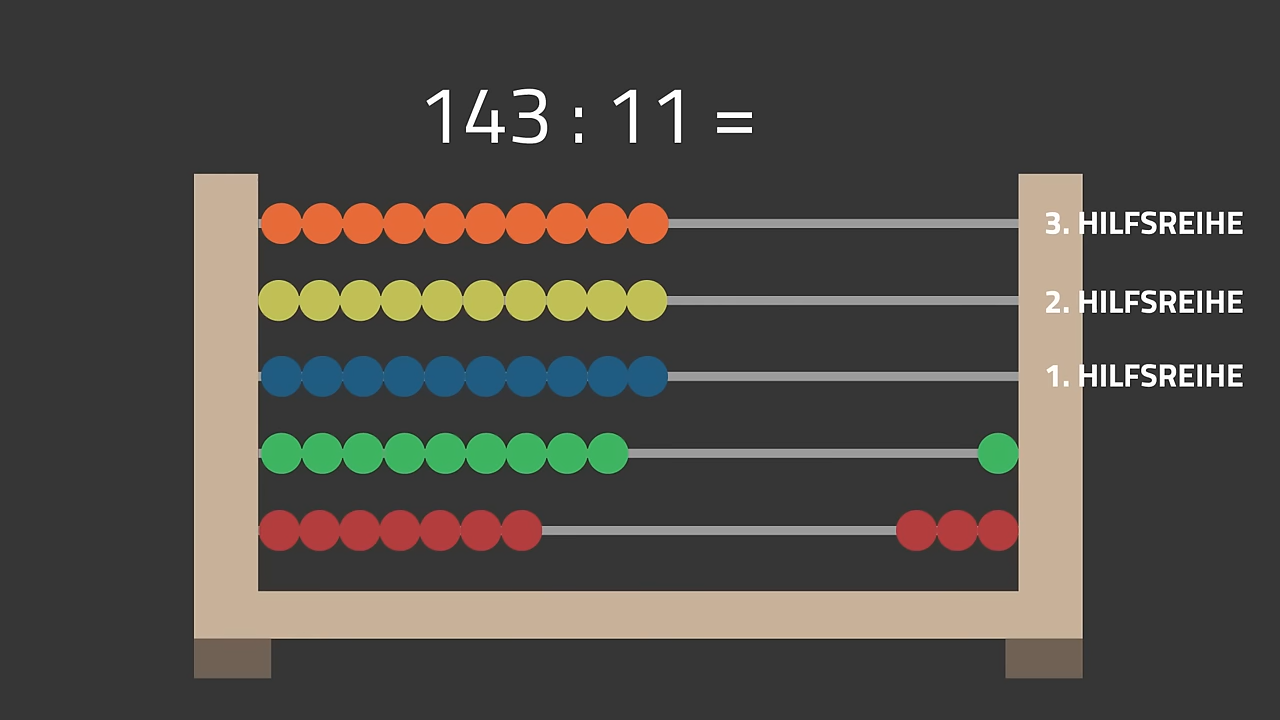 143 : 11 =
3. HILFSREIHE
2. HILFSREIHE
1. HILFSREIHE